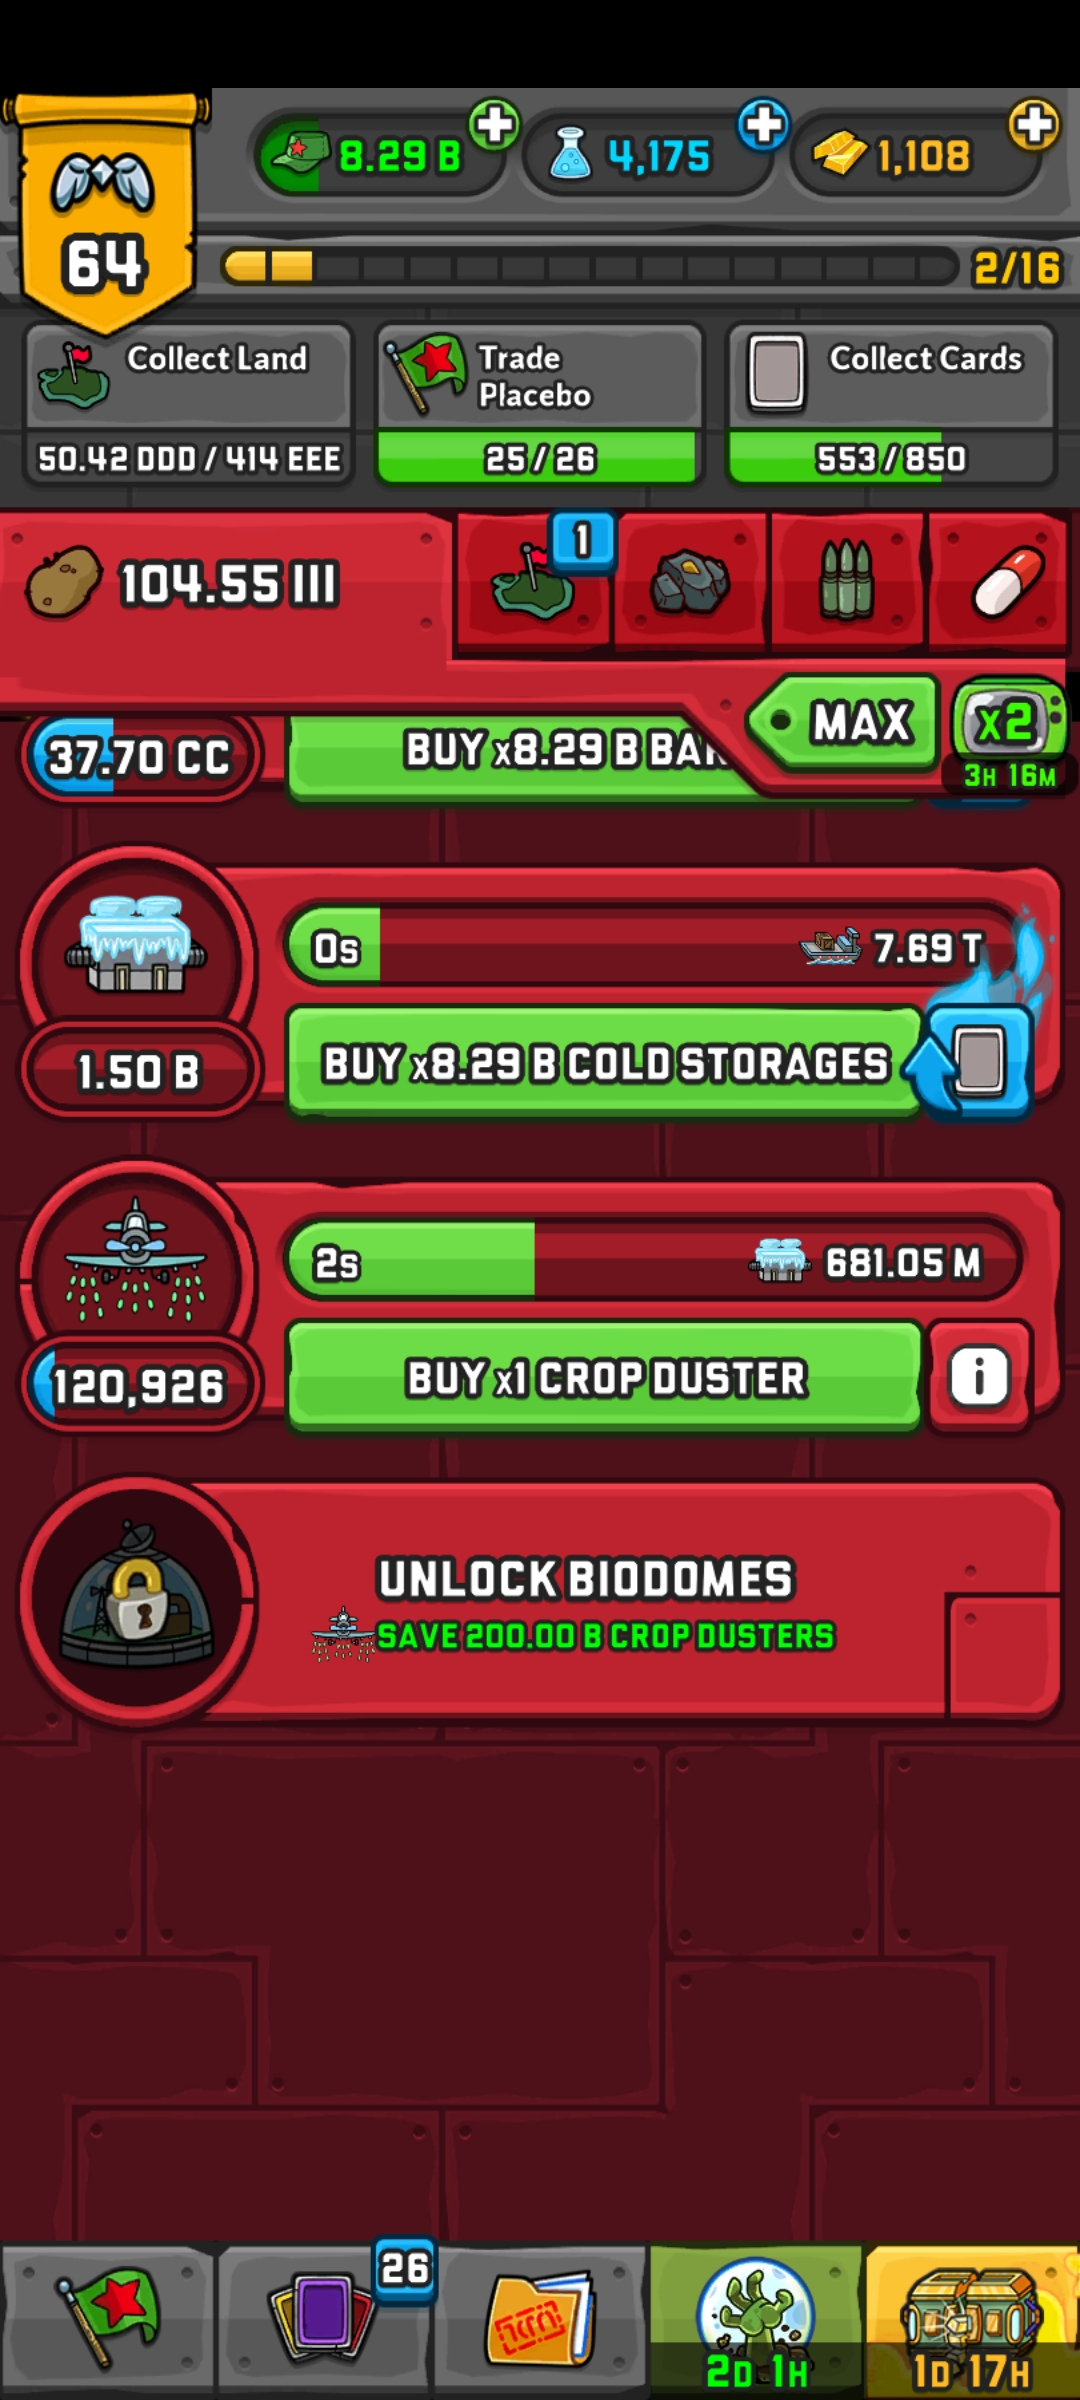 8.29 B
4,175
1,108
64
2/16
Collect Land
Trade
Placebo
Collect Cards
50.42 DDD / 414 EEE
25 / 26
553 / 850
1
104.55 III
MAX
x2
3H 16M
37.70 CC
BUY x8.29 B BAR
0s
7.69 T
1.50 B
BUY x8.29 B COLD STORAGES
2s
681.05 M
120,926
BUY x1 CROP DUSTER
i
UNLOCK BIODOMES
SAVE 200.00 B CROP DUSTERS
26
2D 1H
1D 17H